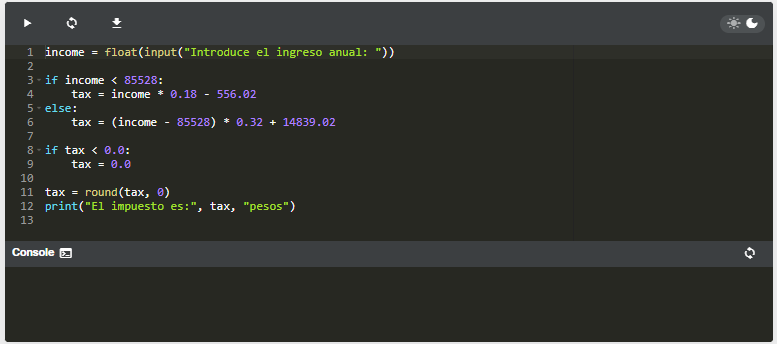 1 income = float(input("Introduce el ingreso anual: "))
2
3 if income < 85528:
4     tax = income * 0.18 - 556.02
5 else:
6     tax = (income - 85528) * 0.32 + 14839.02
7
8 if tax < 0.0:
9     tax = 0.0
10
11 tax = round(tax, 0)
12 print("El impuesto es:", tax, "pesos")
13
Console